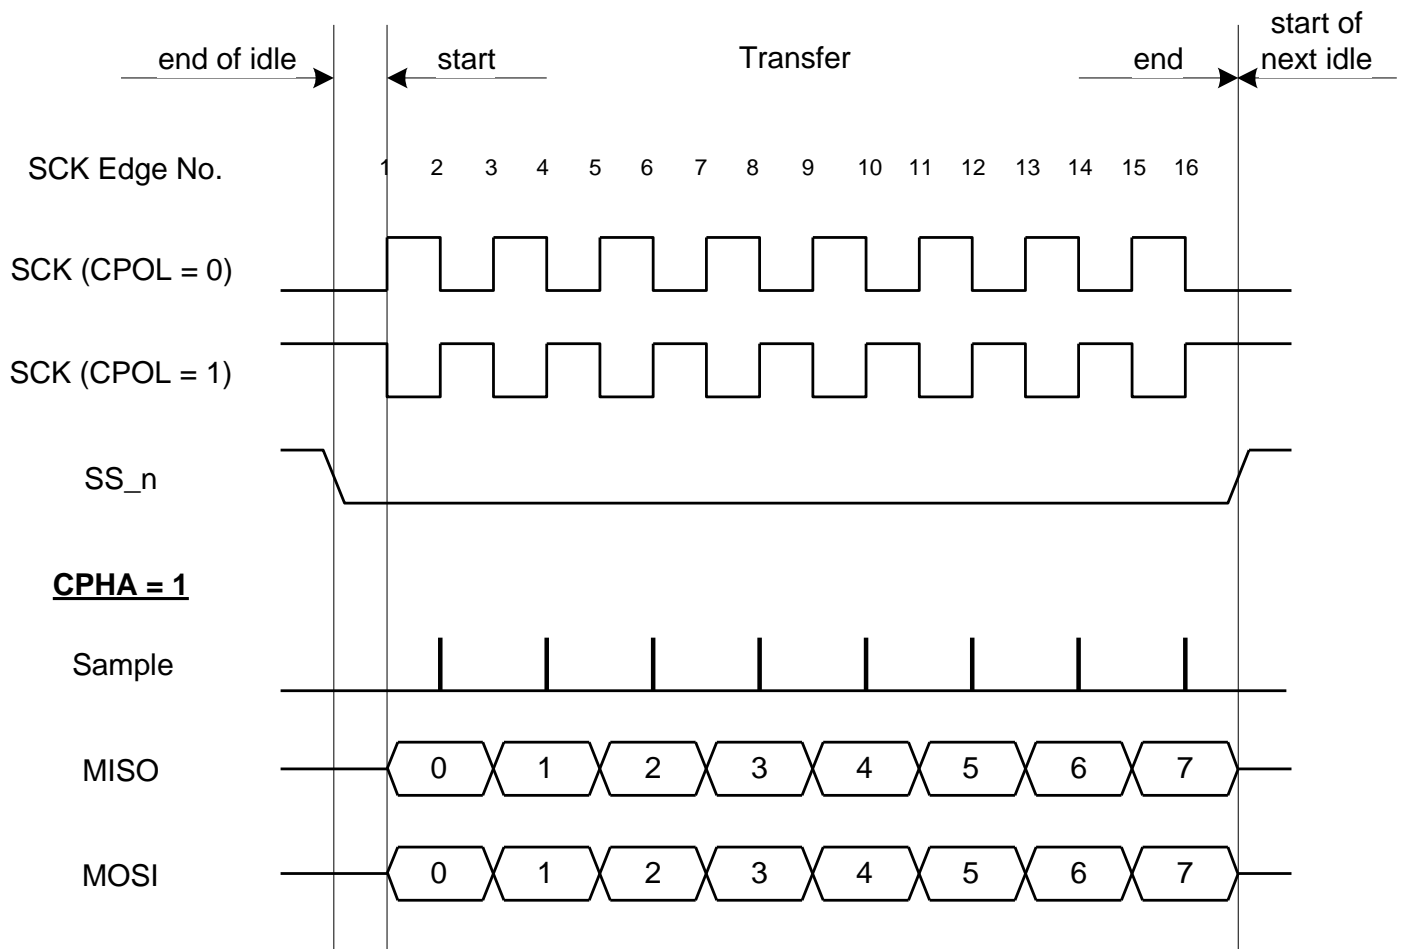 start of
end of idle start Transfer end next idle
SCK Edge No. 1 2 3 4 5 6 7 8 9 10 11 12 13 14 15 16
SCK (CPOL = 0)
SCK (CPOL = 1)
SS_n
CPHA = 1
Sample
MISO 0 1 2 3 4 5 6 7
MOSI 0 1 2 3 4 5 6 7